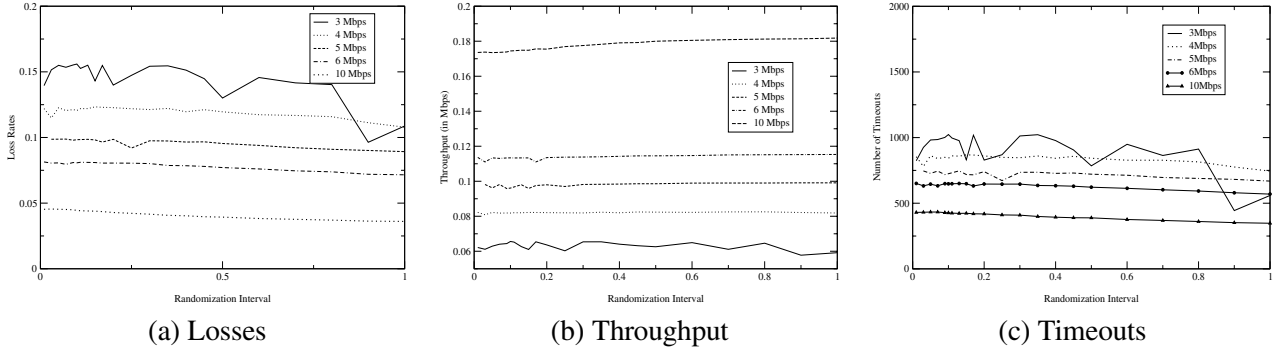 0.2
0.15
0.1
0.05
0
Loss Rates
3 Mbps
4 Mbps
5 Mbps
6 Mbps
10 Mbps
0
0.5
1
Randomization Interval
(a) Losses
0.2
0.18
0.16
0.14
0.12
0.1
0.08
0.06
Throughput (in Mbps)
3 Mbps
4 Mbps
5 Mbps
6 Mbps
10 Mbps
0
0.2
0.4
0.6
0.8
1
Randomization Interval
(b) Throughput
2000
1500
1000
500
0
Number of Timeouts
3Mbps
4Mbps
5Mbps
6Mbps
10Mbps
0
0.2
0.4
0.6
0.8
1
Randomization Interval
(c) Timeouts